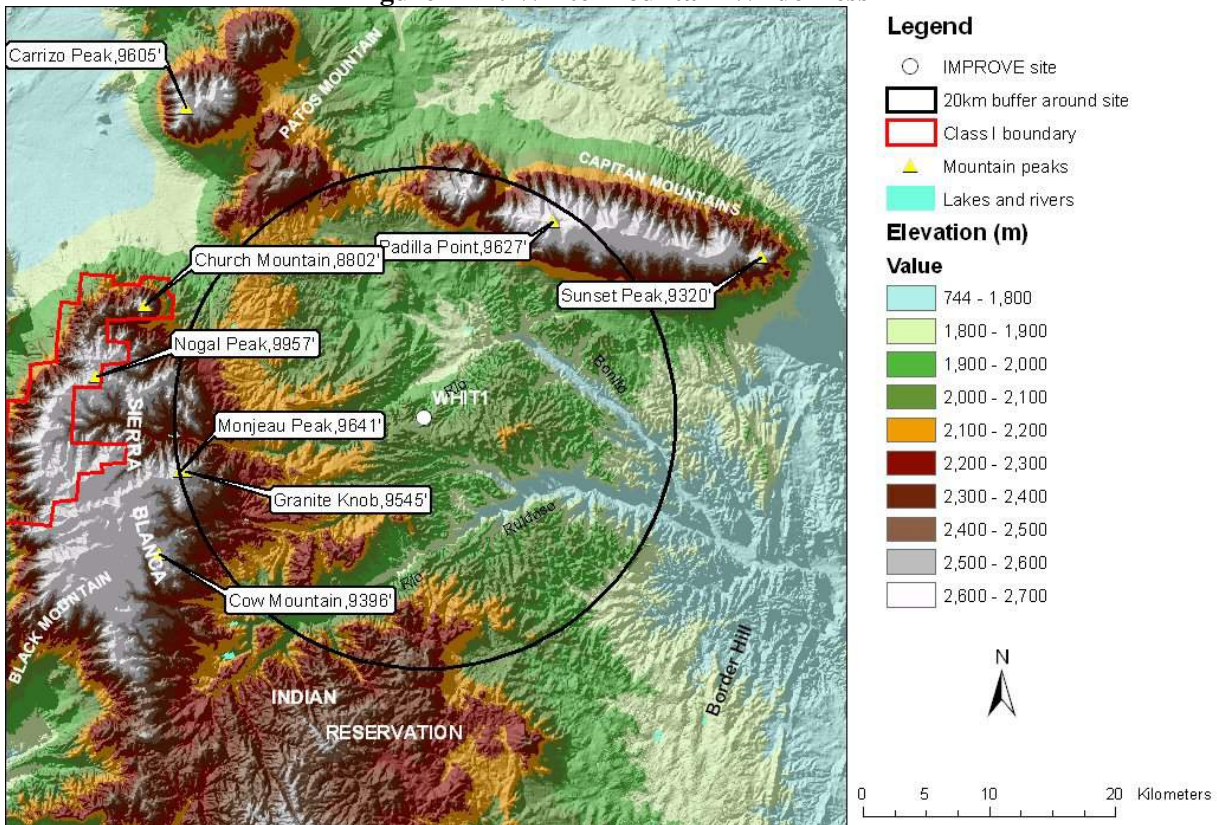 Carrizo Peak,9605'
PATOS MOUNTAIN
CAPITAN MOUNTAINS
Church Mountain,8802'
Padilla Point,9627'
Sunset Peak,9320'
Nogal Peak,9957'
Bonito
Rio
WHIT1
SIERRA
BLANCA
Monjeau Peak,9641'
Granite Knob,9545'
Ruidoso
Rio
Cow Mountain,9396'
BLACK MOUNTAIN
Border Hill
INDIAN
RESERVATION
Legend
IMPROVE site
20km buffer around site
Class I boundary
Mountain peaks
Lakes and rivers
Elevation (m)
Value
744 - 1,800
1,800 - 1,900
1,900 - 2,000
2,000 - 2,100
2,100 - 2,200
2,200 - 2,300
2,300 - 2,400
2,400 - 2,500
2,500 - 2,600
2,600 - 2,700
N
0 5 10 20 Kilometers